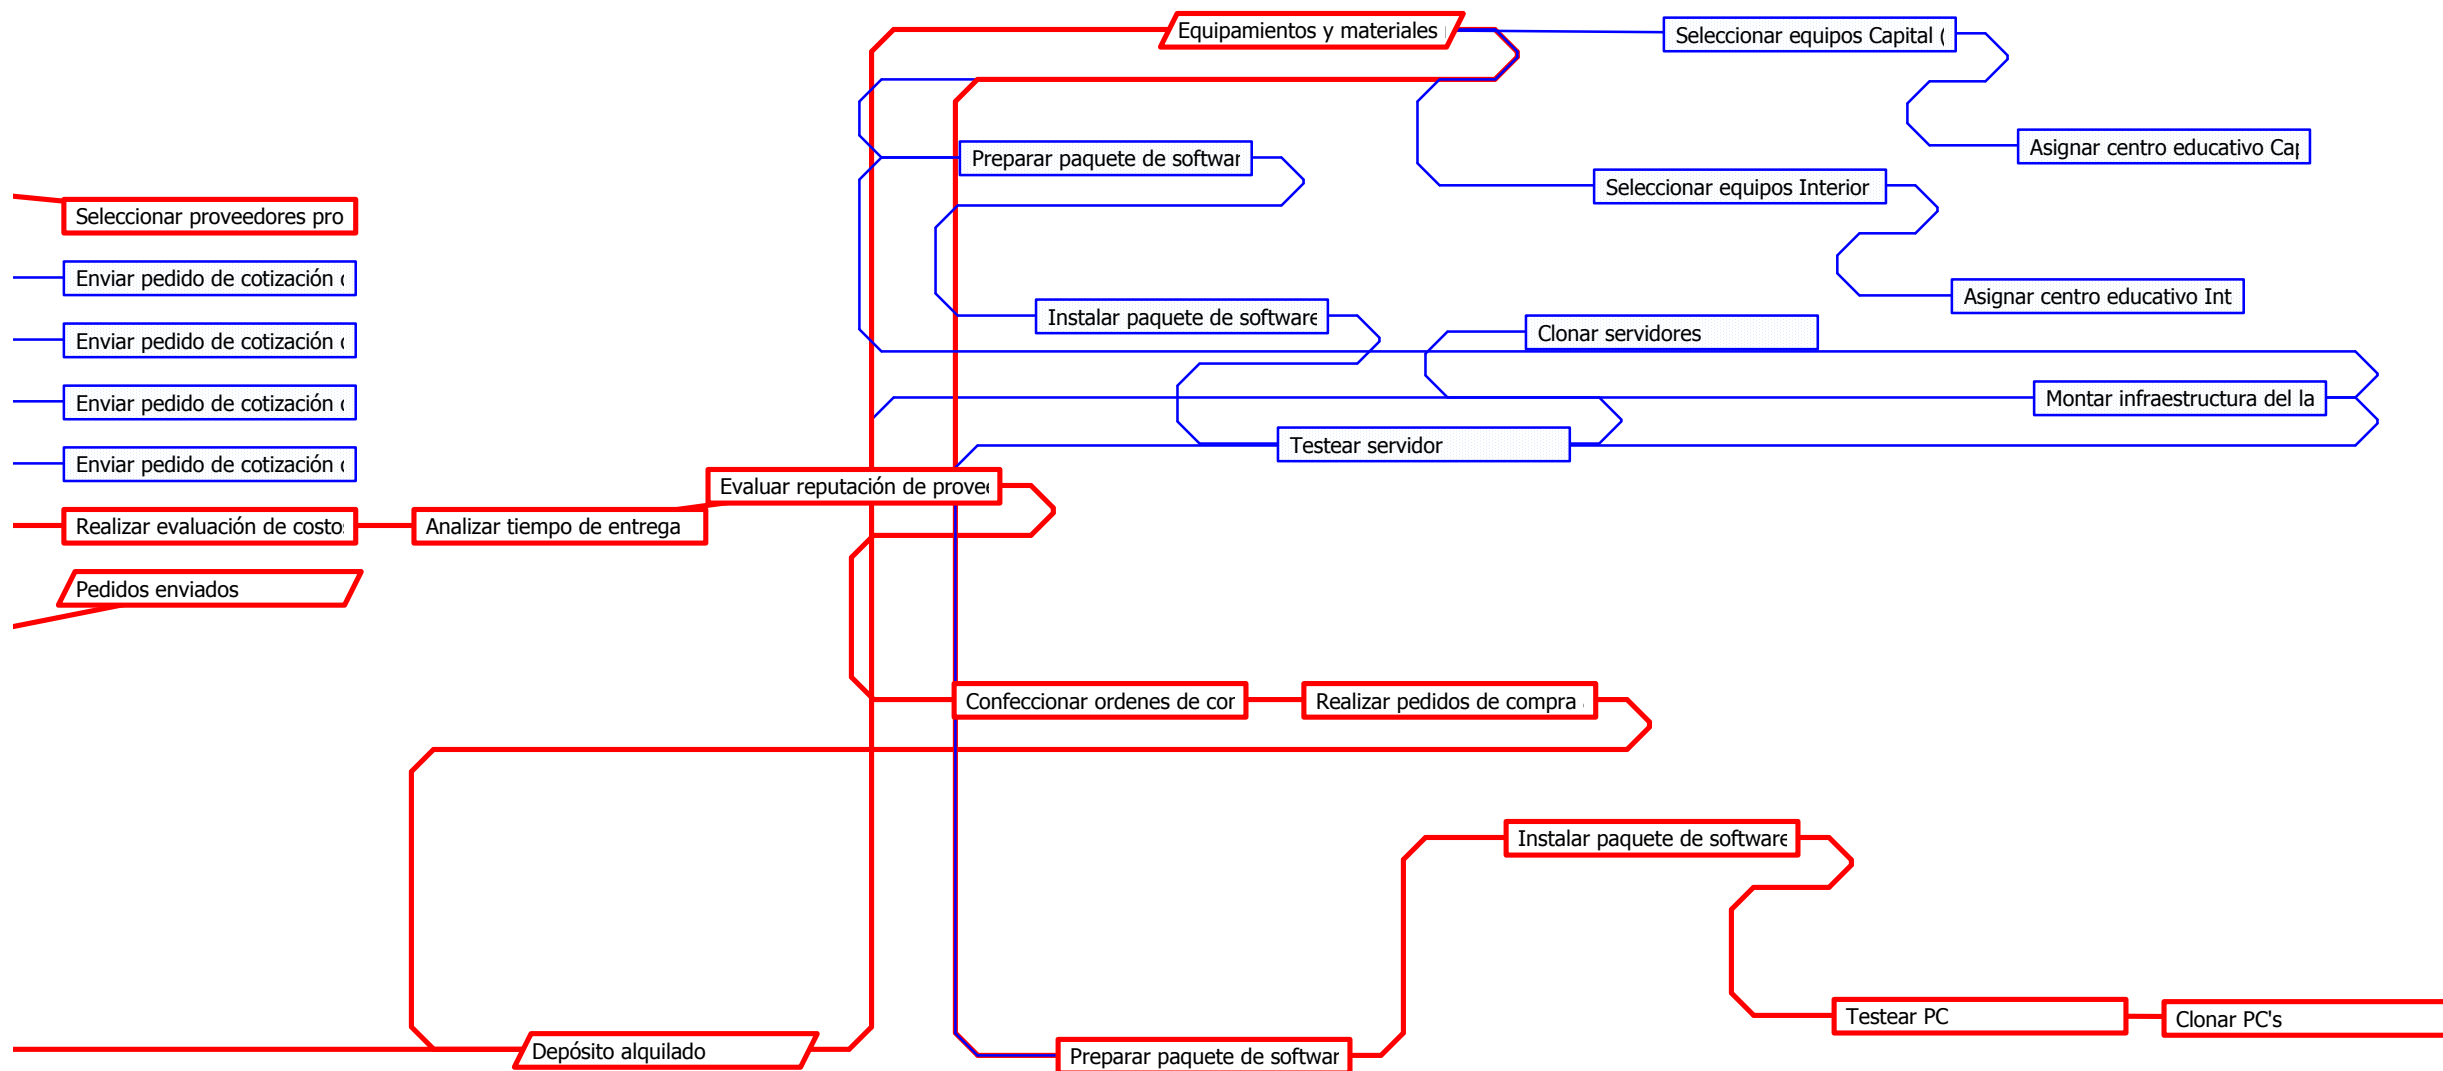 Equipamientos y materiales
Seleccionar equipos Capital (
Preparar paquete de softwar
Asignar centro educativo Cap
Seleccionar equipos Interior
Seleccionar proveedores pro
Enviar pedido de cotización
Asignar centro educativo Int
Instalar paquete de software
Clonar servidores
Enviar pedido de cotización
Enviar pedido de cotización
Montar infraestructura del la
Testear servidor
Enviar pedido de cotización
Evaluar reputación de provee
Realizar evaluación de costo
Analizar tiempo de entrega
Pedidos enviados
Confeccionar ordenes de cor
Realizar pedidos de compra
Instalar paquete de software
Testear PC
Clonar PC's
Depósito alquilado
Preparar paquete de softwar